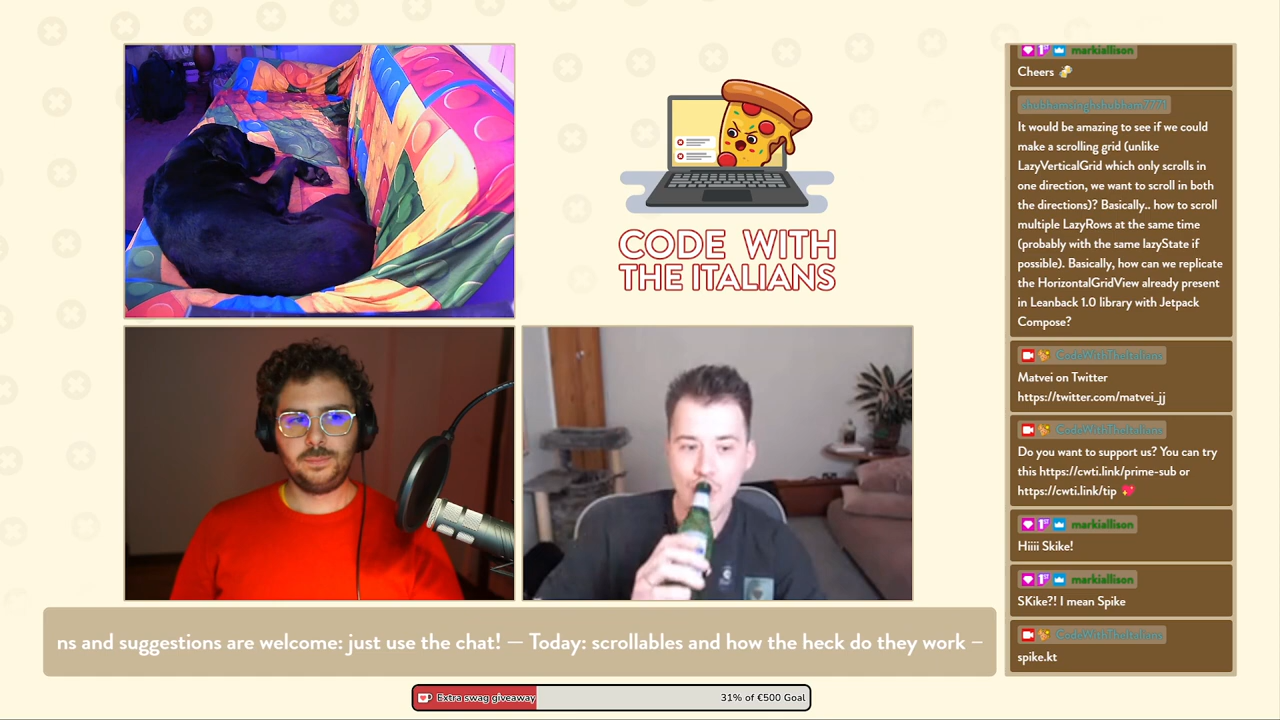 CODE WITH
THE ITALIANS
ns and suggestions are welcome: just use the chat! — Today: scrollables and how the heck do they work –
Extra swag giveaway
31% of €500 Goal
1st
markiallison
Cheers
shubhamsinghshubham7771
It would be amazing to see if we could
make a scrolling grid (unlike
LazyVerticalGrid which only scrolls in
one direction, we want to scroll in both
the directions)? Basically.. how to scroll
multiple LazyRows at the same time
(probably with the same lazyState if
possible). Basically, how can we replicate
the HorizontalGridView already present
in Leanback 1.0 library with Jetpack
Compose?
CodeWithTheItalians
Matvei on Twitter
https://twitter.com/matvei_jj
CodeWithTheItalians
Do you want to support us? You can try
this https://cwti.link/prime-sub or
https://cwti.link/tip
1st
markiallison
Hiiii Skike!
1st
markiallison
SKike?! I mean Spike
CodeWithTheItalians
spike.kt